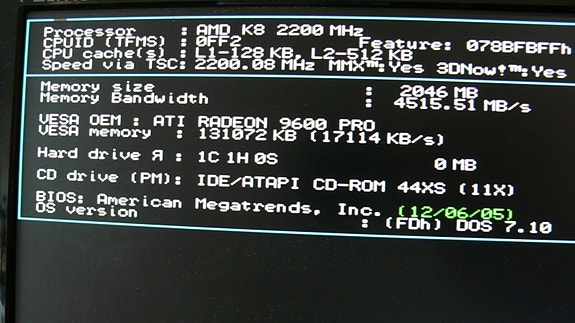 Processor : AMD K8 2200 MHz
CPUID (TFMS) : 0FF2 Feature: 078BFBFFh
CPU cache(s) : L1-128 KB, L2-512 KB
Speed via TSC: 2200.08 MHz MMX™:Yes 3DNow!™:Yes
Memory size : 2046 MB
Memory Bandwidth : 4515.51 MB/s
VESA OEM : ATI RADEON 9600 PRO
VESA memory : 131072 KB (17114 KB/s)
Hard drive Я : 1C 1H 0S 0 MB
CD drive (PM): IDE/ATAPI CD-ROM 44XS (11X)
BIOS: American Megatrends, Inc. (12/06/05)
OS version : (FDh) DOS 7.10